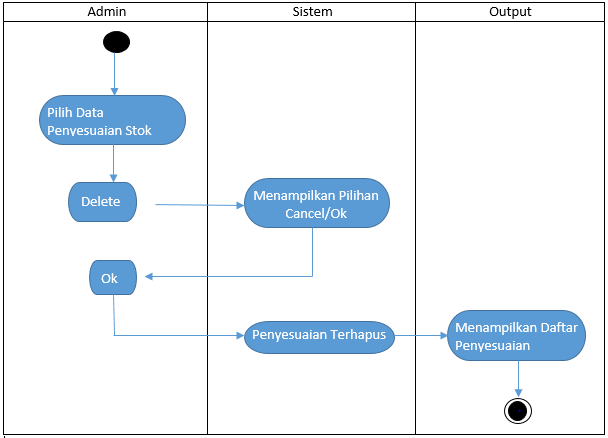 Admin
Sistem
Output
Pilih Data
Penyesuaian Stok
Delete
Menampilkan Pilihan
Cancel/Ok
Ok
Penyesuaian Terhapus
Menampilkan Daftar
Penyesuaian